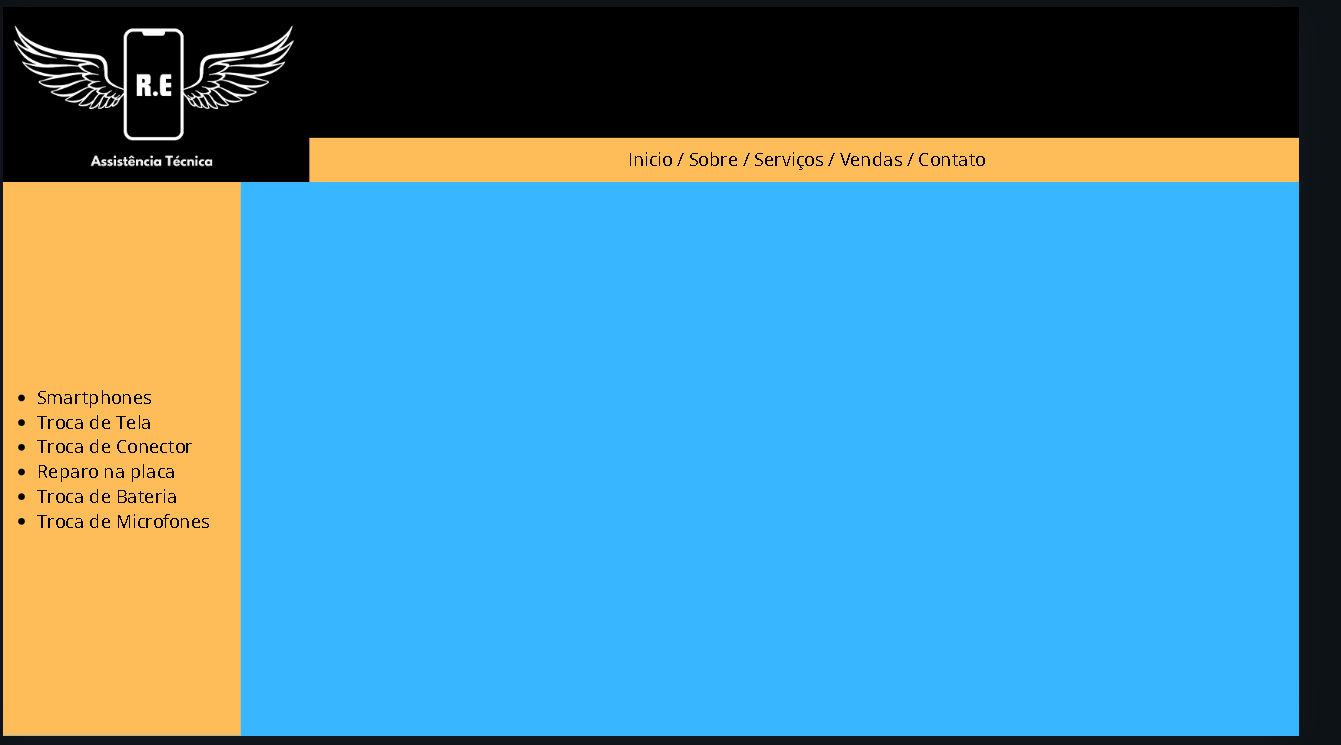 R.E
Assistência Técnica
Inicio / Sobre / Serviços / Vendas / Contato
• Smartphones
• Troca de Tela
• Troca de Conector
• Reparo na placa
• Troca de Bateria
• Troca de Microfones